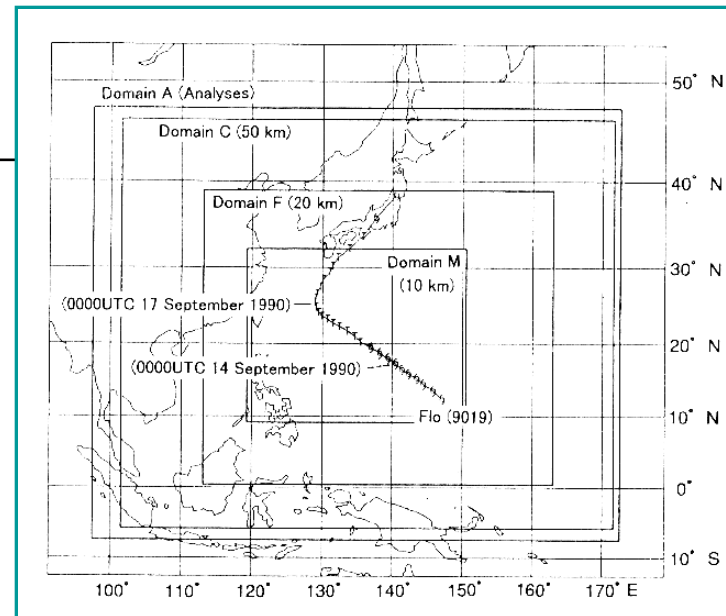 50° N
Domain A (Analyses)
Domain C (50 km)
40° N
Domain F (20 km)
Domain M
(10 km)
30° N
(0000UTC 17 September 1990)
20° N
(0000UTC 14 September 1990)
Flo (9019)
10° N
0°
10° S
100° 110° 120° 130° 140° 150° 160° 170° E